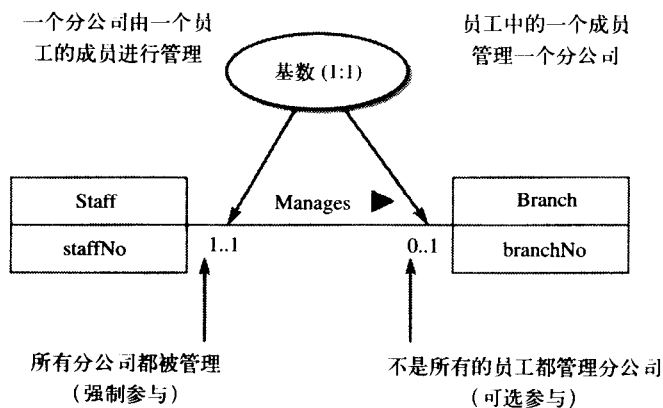 一个分公司由一个员
工的成员进行管理
员工中的一个成员
管理一个分公司
基数 (1:1)
Staff
Manages
Branch
staffNo
1..1
0..1
branchNo
所有分公司都被管理
（强制参与）
不是所有的员工都管理分公司
（可选参与）